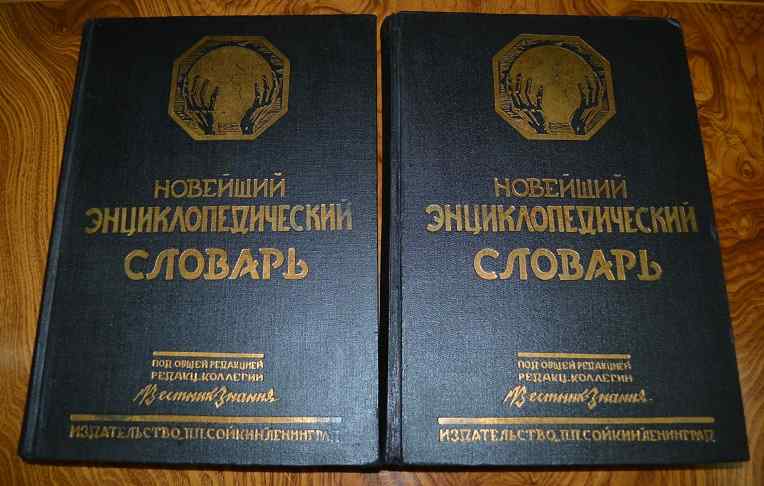 НОВЕЙШИЙ
ЭНЦИКЛОПЕДИЧЕСКИЙ
СЛОВАРЬ
ПОД ОБЩЕЙ РЕДАКЦИЕЙ
РЕДАКЦ. КОЛЛЕГИИ
Вестник Знания
ИЗДАТЕЛЬСТВО П.П.СОЙКИН ЛЕНИНГРАД
НОВЕЙШИЙ
ЭНЦИКЛОПЕДИЧЕСКИЙ
СЛОВАРЬ
ПОД ОБЩЕЙ РЕДАКЦИЕЙ
РЕДАКЦ. КОЛЛЕГИИ
Вестник Знания.
ИЗДАТЕЛЬСТВО П.П.СОЙКИН ЛЕНИНГРАД